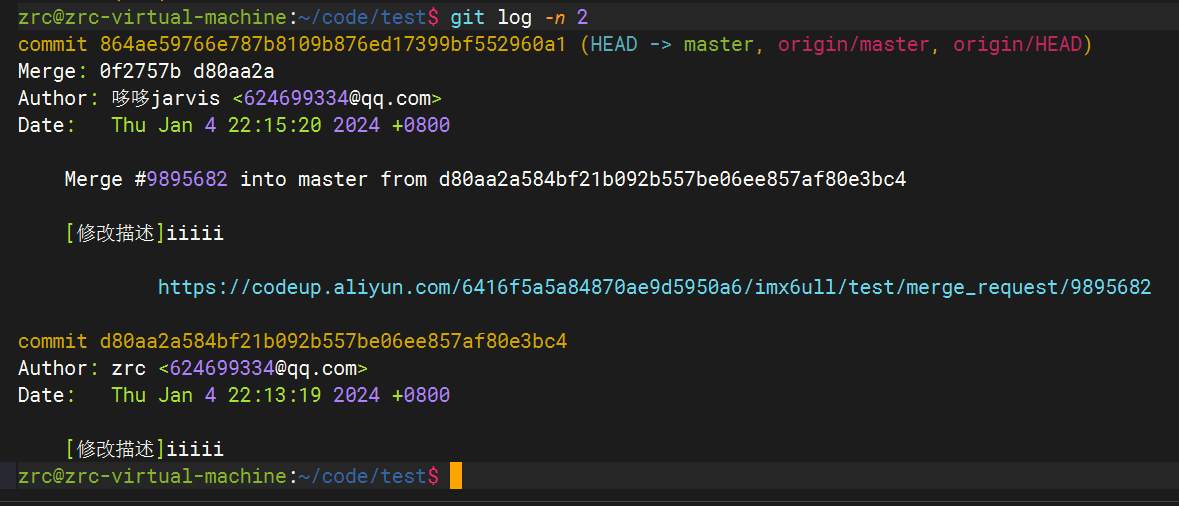 zrc@zrc-virtual-machine:~/code/test$ git log -n 2
commit 864ae59766e787b8109b876ed17399bf552960a1 (HEAD -> master, origin/master, origin/HEAD)
Merge: 0f2757b d80aa2a
Author: 哆哆jarvis <624699334@qq.com>
Date:   Thu Jan 4 22:15:20 2024 +0800
Merge #9895682 into master from d80aa2a584bf21b092b557be06ee857af80e3bc4
[修改描述]iiiii
https://codeup.aliyun.com/6416f5a5a84870ae9d5950a6/imx6ull/test/merge_request/9895682
commit d80aa2a584bf21b092b557be06ee857af80e3bc4
Author: zrc <624699334@qq.com>
Date:   Thu Jan 4 22:13:19 2024 +0800
[修改描述]iiiii
zrc@zrc-virtual-machine:~/code/test$